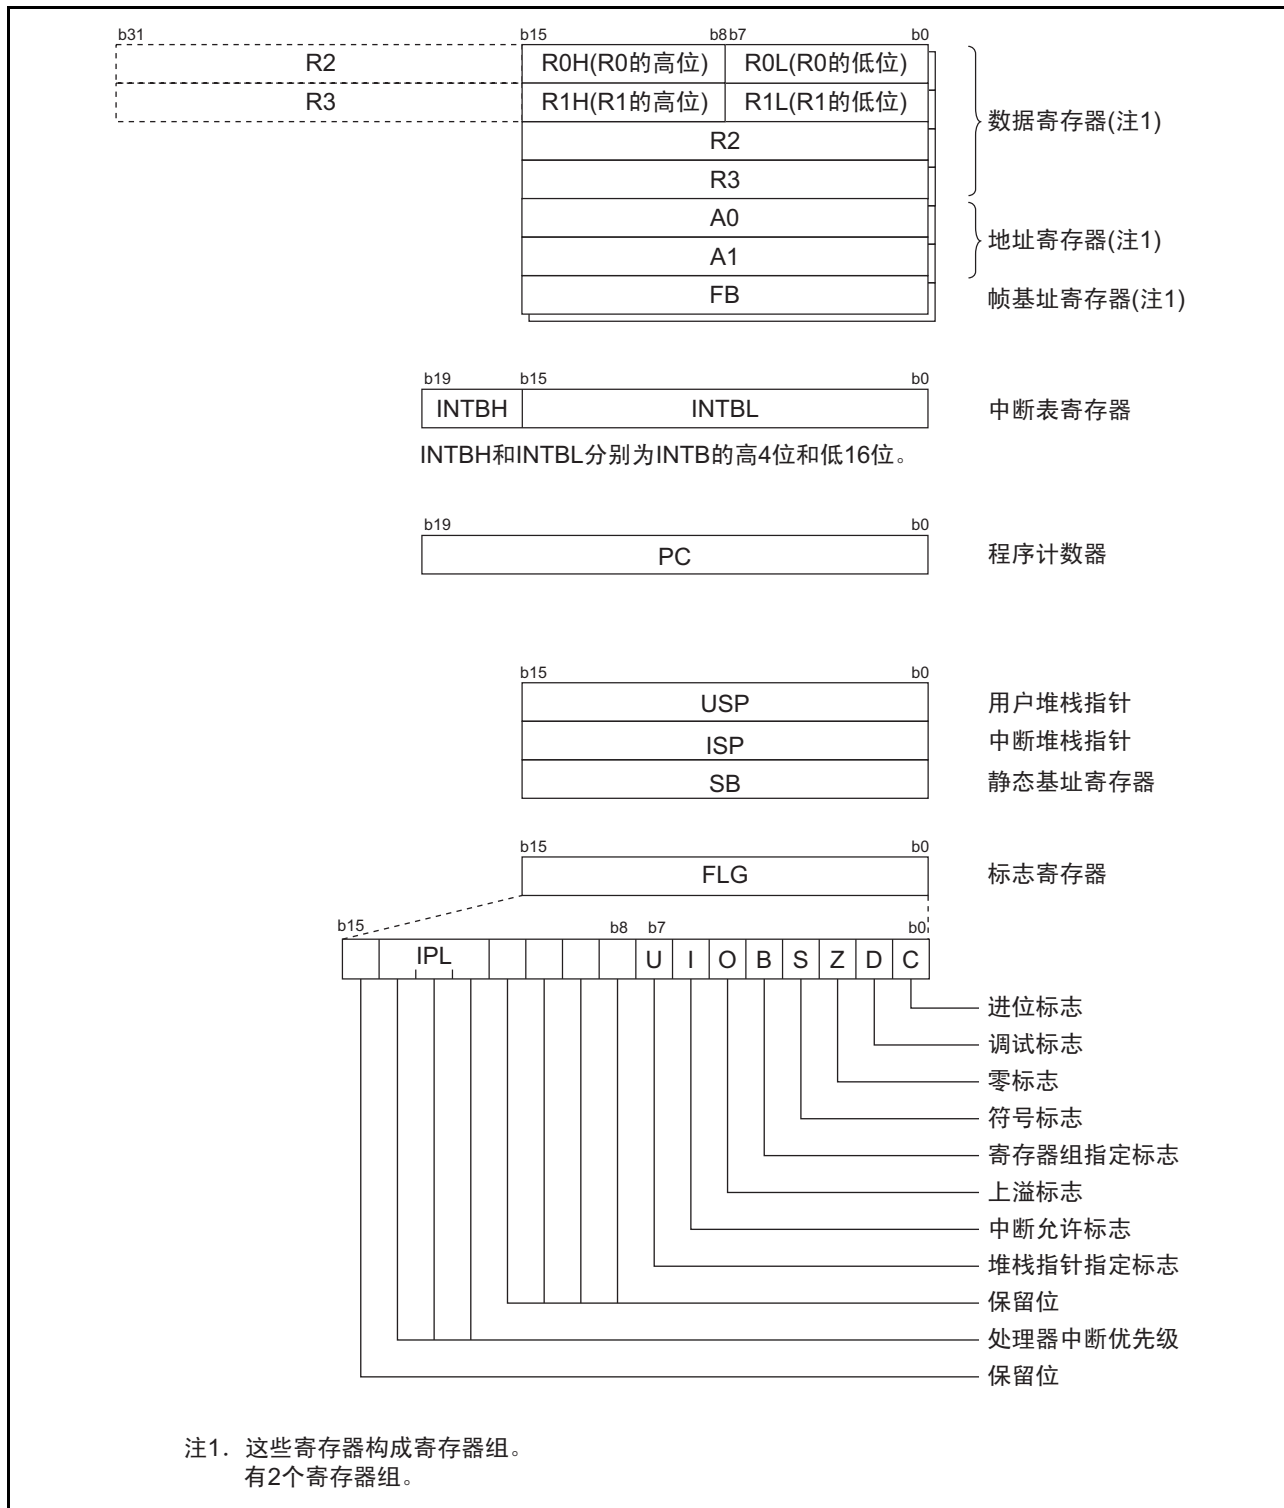 b31 b15 b8 b7 b0
R2 R0H(R0的高位) R0L(R0的低位)
R3 R1H(R1的高位) R1L(R1的低位)
数据寄存器(注1)
R2
R3
A0
A1
地址寄存器(注1)
FB 帧基址寄存器(注1)
b19 b15 b0
INTBH INTBL 中断表寄存器
INTBH和INTBL分别为INTB的高4位和低16位。
b19 b0
PC 程序计数器
b15 b0
USP 用户堆栈指针
ISP 中断堆栈指针
SB 静态基址寄存器
b15 b0
FLG 标志寄存器
b15 b8 b7 b0
IPL U I O B S Z D C
进位标志
调试标志
零标志
符号标志
寄存器组指定标志
上溢标志
中断允许标志
堆栈指针指定标志
保留位
处理器中断优先级
保留位
注1. 这些寄存器构成寄存器组。
有2个寄存器组。